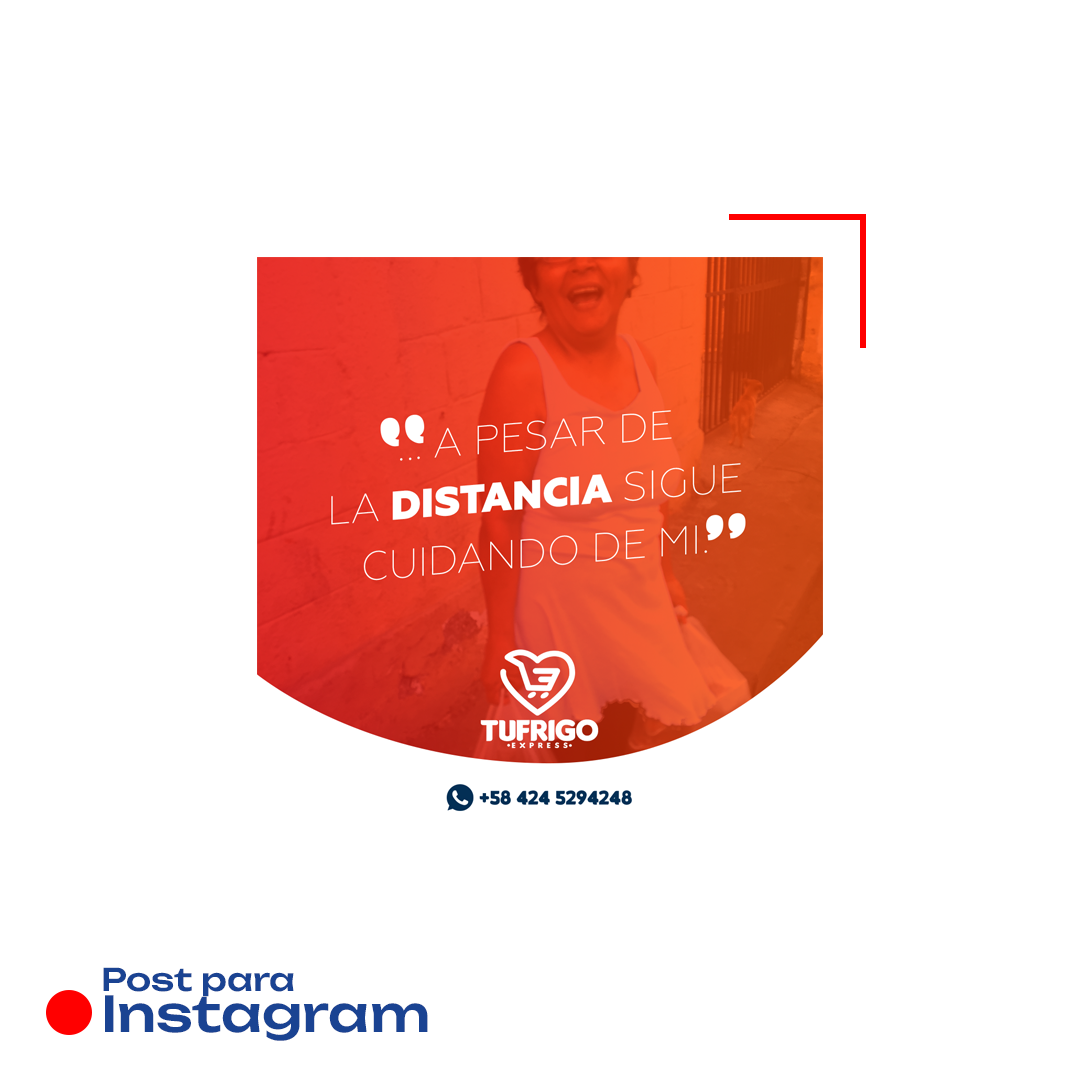 “... A PESAR DE
LA DISTANCIA SIGUE
CUIDANDO DE MI.”
TUFRIGO
•EXPRESS•
+58 424 5294248
Post para
Instagram